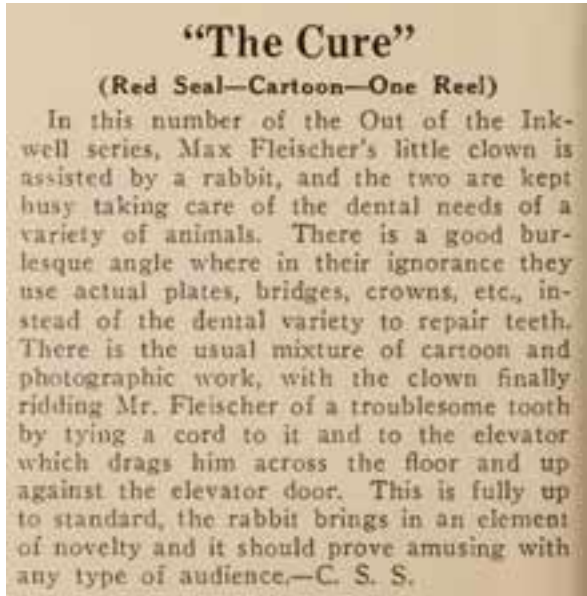 “The Cure”
(Red Seal—Cartoon—One Reel)
In this number of the Out of the Ink-
well series, Max Fleischer's little clown is
assisted by a rabbit, and the two are kept
busy taking care of the dental needs of a
variety of animals. There is a good bur-
lesque angle where in their ignorance they
use actual plates, bridges, crowns, etc., in-
stead of the dental variety to repair teeth.
There is the usual mixture of cartoon and
photographic work, with the clown finally
ridding Mr. Fleischer of a troublesome tooth
by tying a cord to it and to the elevator
which drags him across the floor and up
against the elevator door. This is fully up
to standard, the rabbit brings in an element
of novelty and it should prove amusing with
any type of audience.—C. S. S.